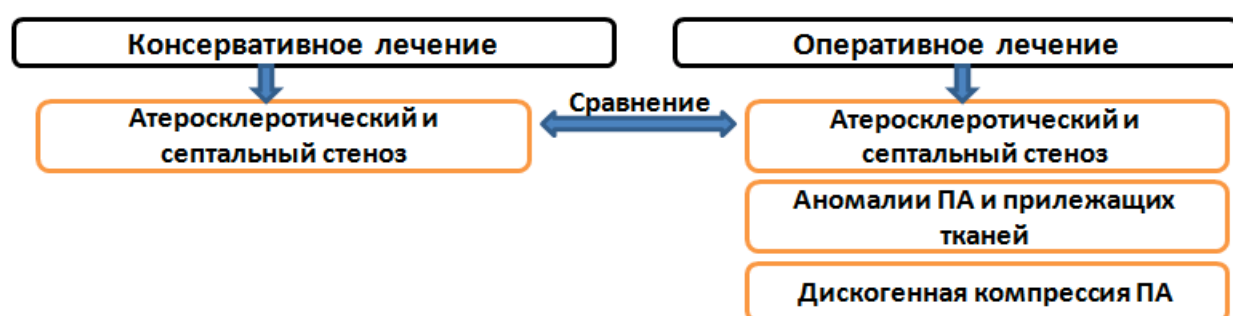 Консервативное лечение
Оперативное лечение
Сравнение
Атеросклеротический и
септальный стеноз
Атеросклеротический и
септальный стеноз
Аномалии ПА и прилежащих
тканей
Дискогенная компрессия ПА